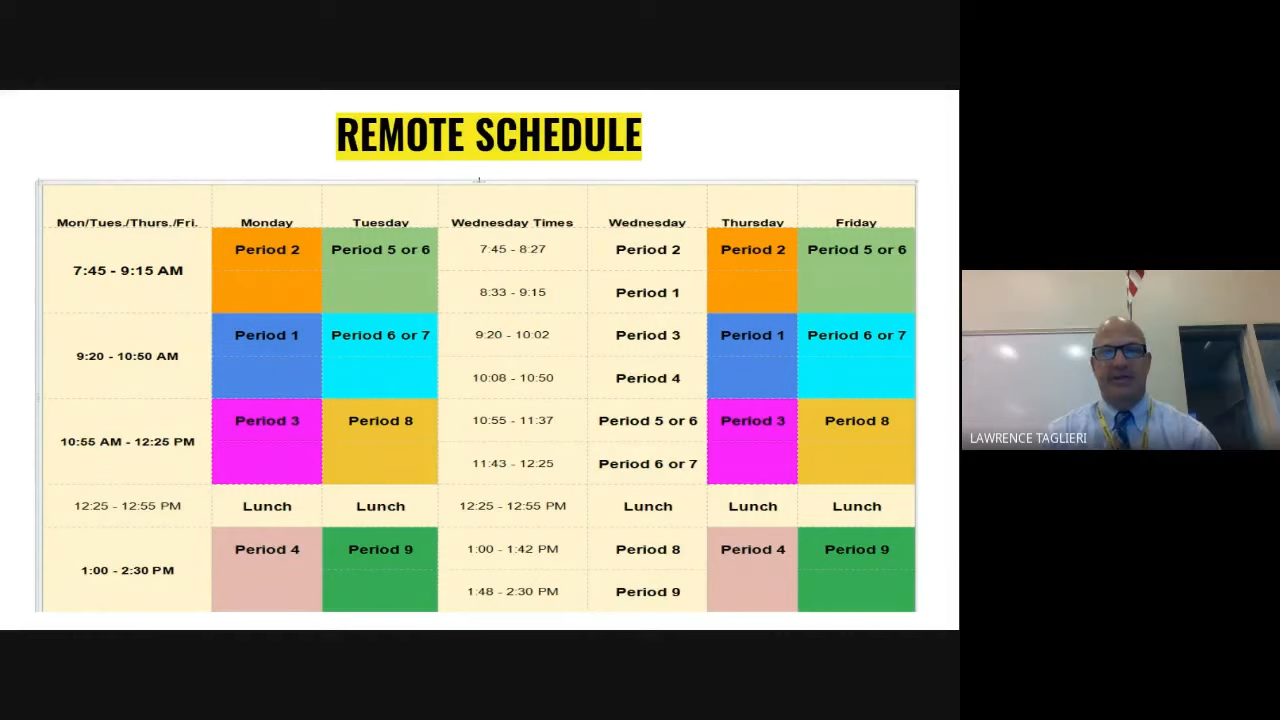 REMOTE SCHEDULE
Mon/Tues./Thurs./Fri. Monday Tuesday Wednesday Times Wednesday Thursday Friday
7:45 - 9:15 AM Period 2 Period 5 or 6 7:45 - 8:27 Period 2 Period 2 Period 5 or 6
8:33 - 9:15 Period 1
9:20 - 10:50 AM Period 1 Period 6 or 7 9:20 - 10:02 Period 3 Period 1 Period 6 or 7
10:08 - 10:50 Period 4
10:55 AM - 12:25 PM Period 3 Period 8 10:55 - 11:37 Period 5 or 6 Period 3 Period 8
11:43 - 12:25 Period 6 or 7
12:25 - 12:55 PM Lunch Lunch 12:25 - 12:55 PM Lunch Lunch Lunch
1:00 - 2:30 PM Period 4 Period 9 1:00 - 1:42 PM Period 8 Period 4 Period 9
1:48 - 2:30 PM Period 9
LAWRENCE TAGLIERI